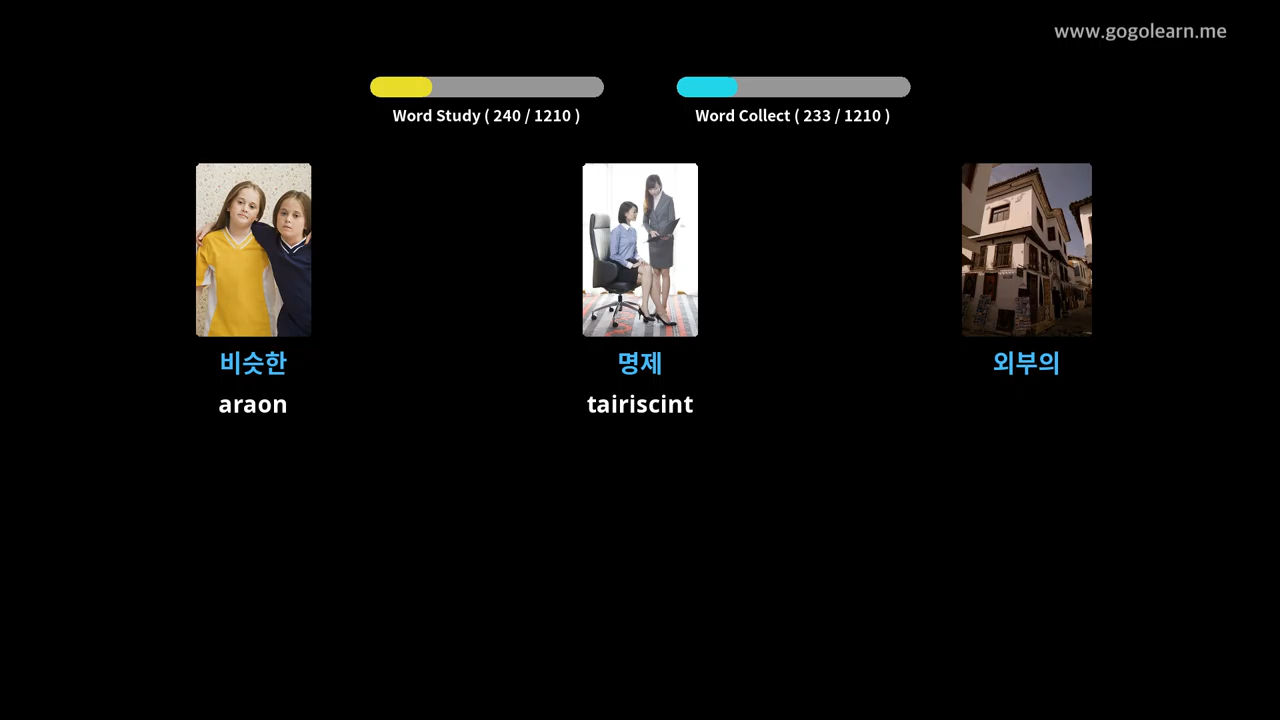 www.gogolearn.me
Word Study ( 240 / 1210 )
Word Collect ( 233 / 1210 )
비슷한
명제
외부의
araon
tairiscint